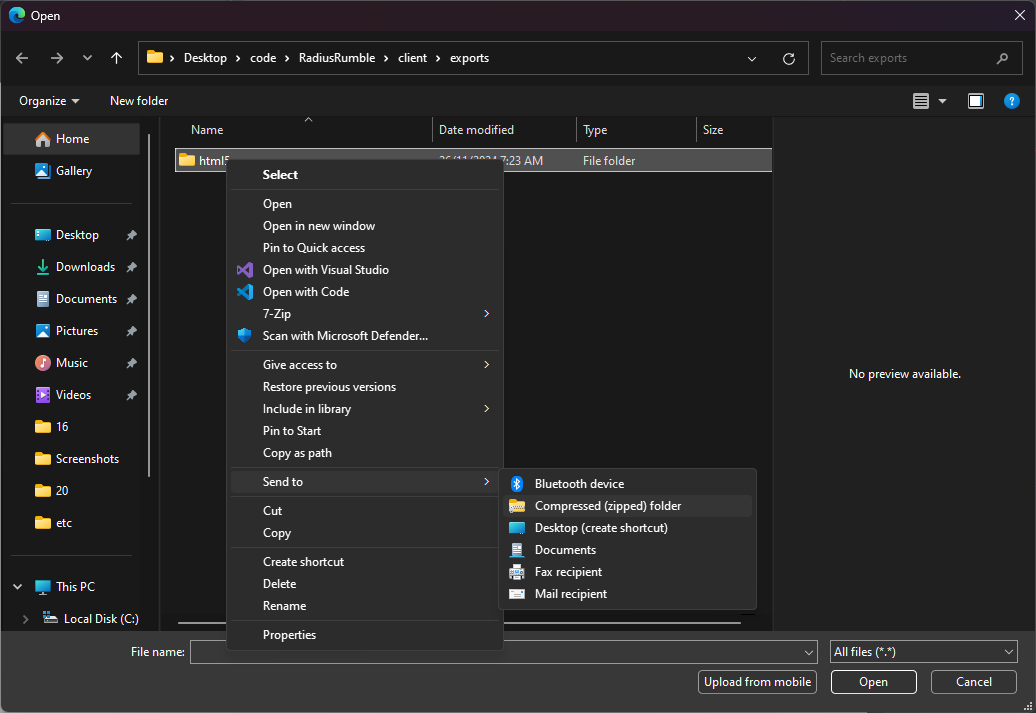 Open
Desktop > code > RadiusRumble > client > exports
Search exports
Organize
New folder
Name
Date modified
Type
Size
html5
26/11/2024 7:23 AM
File folder
Home
Gallery
Desktop
Downloads
Documents
Pictures
Music
Videos
16
Screenshots
20
etc
This PC
Local Disk (C:)
Select
Open
Open in new window
Pin to Quick access
Open with Visual Studio
Open with Code
7-Zip
Scan with Microsoft Defender...
Give access to
Restore previous versions
Include in library
Pin to Start
Copy as path
Send to
Cut
Copy
Create shortcut
Delete
Rename
Properties
Bluetooth device
Compressed (zipped) folder
Desktop (create shortcut)
Documents
Fax recipient
Mail recipient
No preview available.
File name:
All files (*.*)
Upload from mobile
Open
Cancel